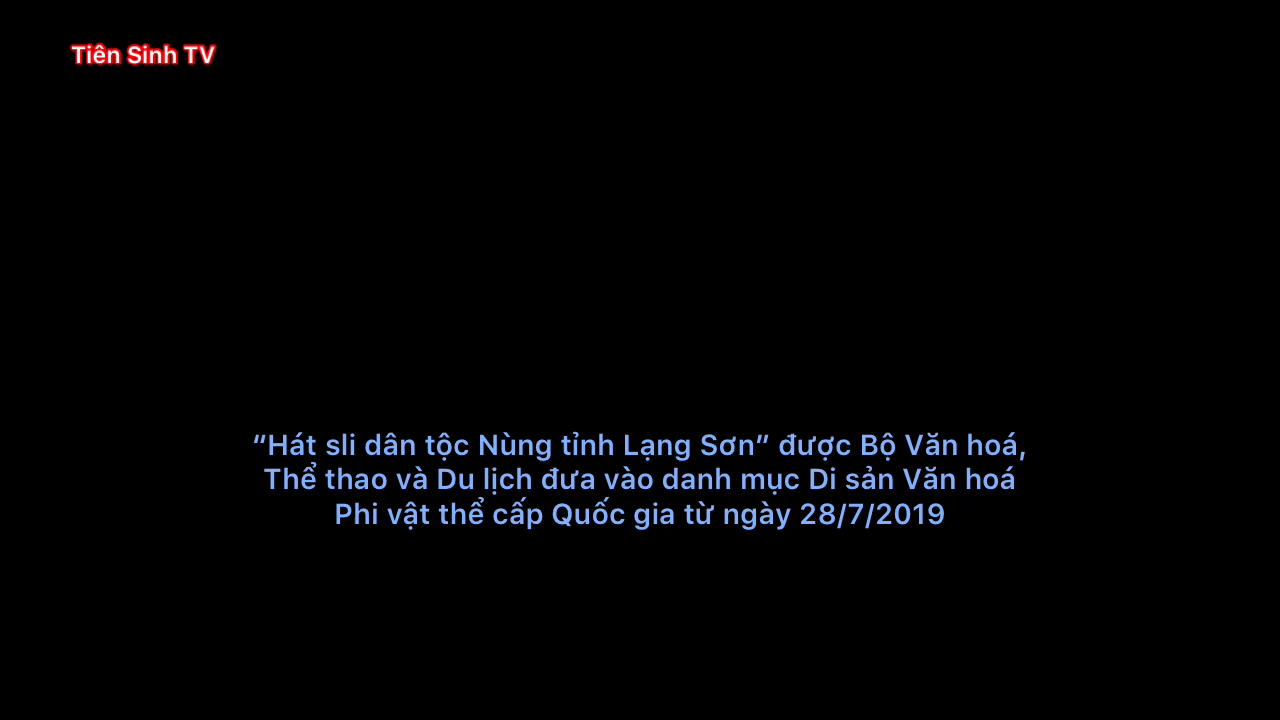 Tiên Sinh TV
“Hát sli dân tộc Nùng tỉnh Lạng Sơn” được Bộ Văn hoá,
Thể thao và Du lịch đưa vào danh mục Di sản Văn hoá
Phi vật thể cấp Quốc gia từ ngày 28/7/2019